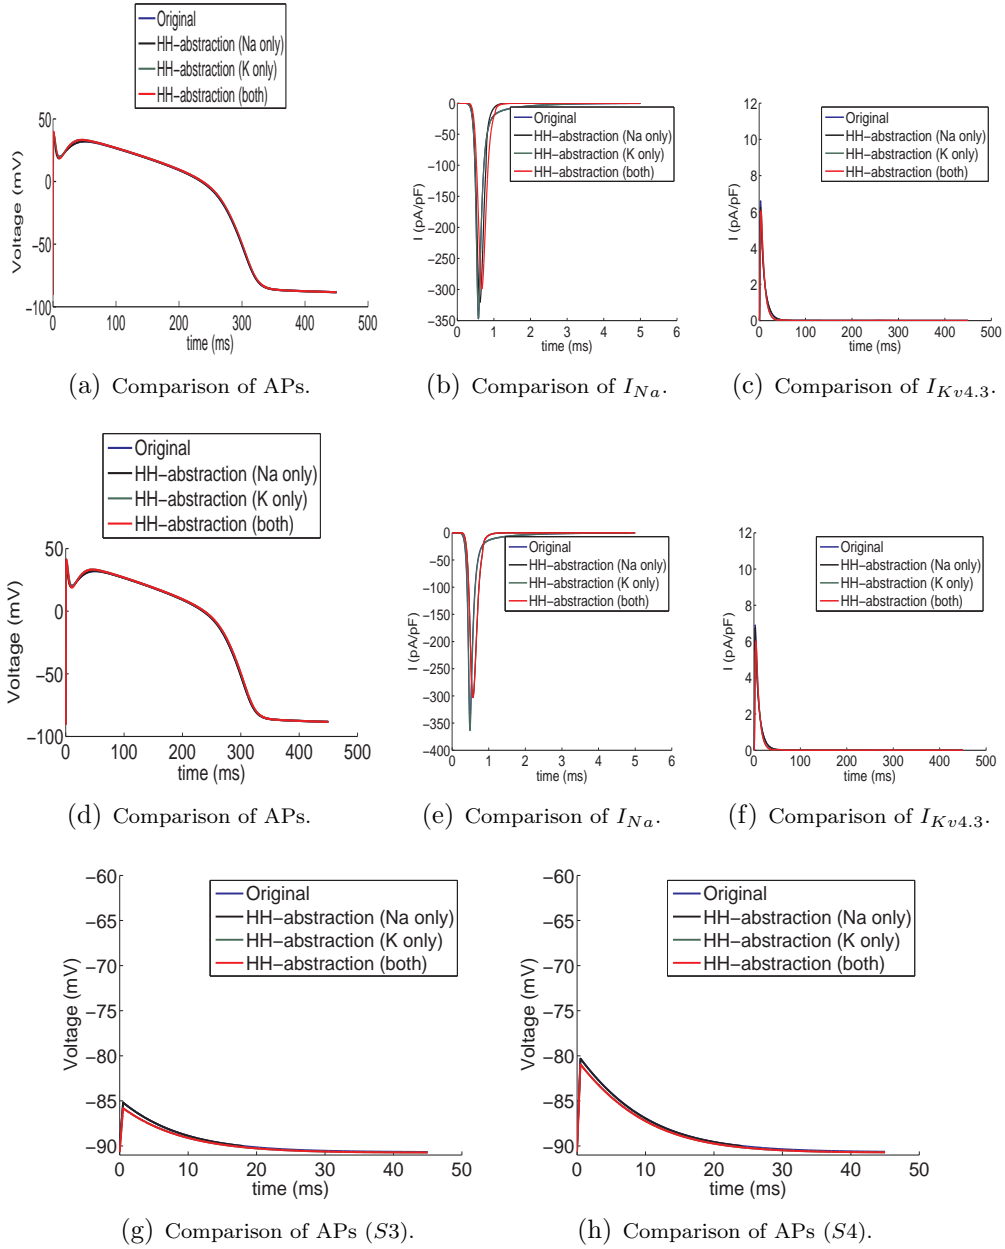 Original
HH-abstraction (Na only)
HH-abstraction (K only)
HH-abstraction (both)
50
0
-50
-100
Voltage (mV)
0 100 200 300 400 500
time (ms)
(a) Comparison of APs.
0
-50
-100
-150
-200
-250
-300
-350
I (pA/pF)
Original
HH-abstraction (Na only)
HH-abstraction (K only)
HH-abstraction (both)
0 1 2 3 4 5 6
time (ms)
(b) Comparison of I_{Na}.
12
10
8
6
4
2
0
I (pA/pF)
Original
HH-abstraction (Na only)
HH-abstraction (K only)
HH-abstraction (both)
0 100 200 300 400 500
time (ms)
(c) Comparison of I_{Kv4.3}.
Original
HH-abstraction (Na only)
HH-abstraction (K only)
HH-abstraction (both)
50
0
-50
-100
Voltage (mV)
0 100 200 300 400 500
time (ms)
(d) Comparison of APs.
0
-50
-100
-150
-200
-250
-300
-350
-400
I (pA/pF)
Original
HH-abstraction (Na only)
HH-abstraction (K only)
HH-abstraction (both)
0 1 2 3 4 5 6
time (ms)
(e) Comparison of I_{Na}.
12
10
8
6
4
2
0
I (pA/pF)
Original
HH-abstraction (Na only)
HH-abstraction (K only)
HH-abstraction (both)
0 100 200 300 400 500
time (ms)
(f) Comparison of I_{Kv4.3}.
-60
-65
-70
-75
-80
-85
-90
Voltage (mV)
Original
HH-abstraction (Na only)
HH-abstraction (K only)
HH-abstraction (both)
0 10 20 30 40 50
time (ms)
(g) Comparison of APs (S3).
-60
-65
-70
-75
-80
-85
-90
Voltage (mV)
Original
HH-abstraction (Na only)
HH-abstraction (K only)
HH-abstraction (both)
0 10 20 30 40 50
time (ms)
(h) Comparison of APs (S4).